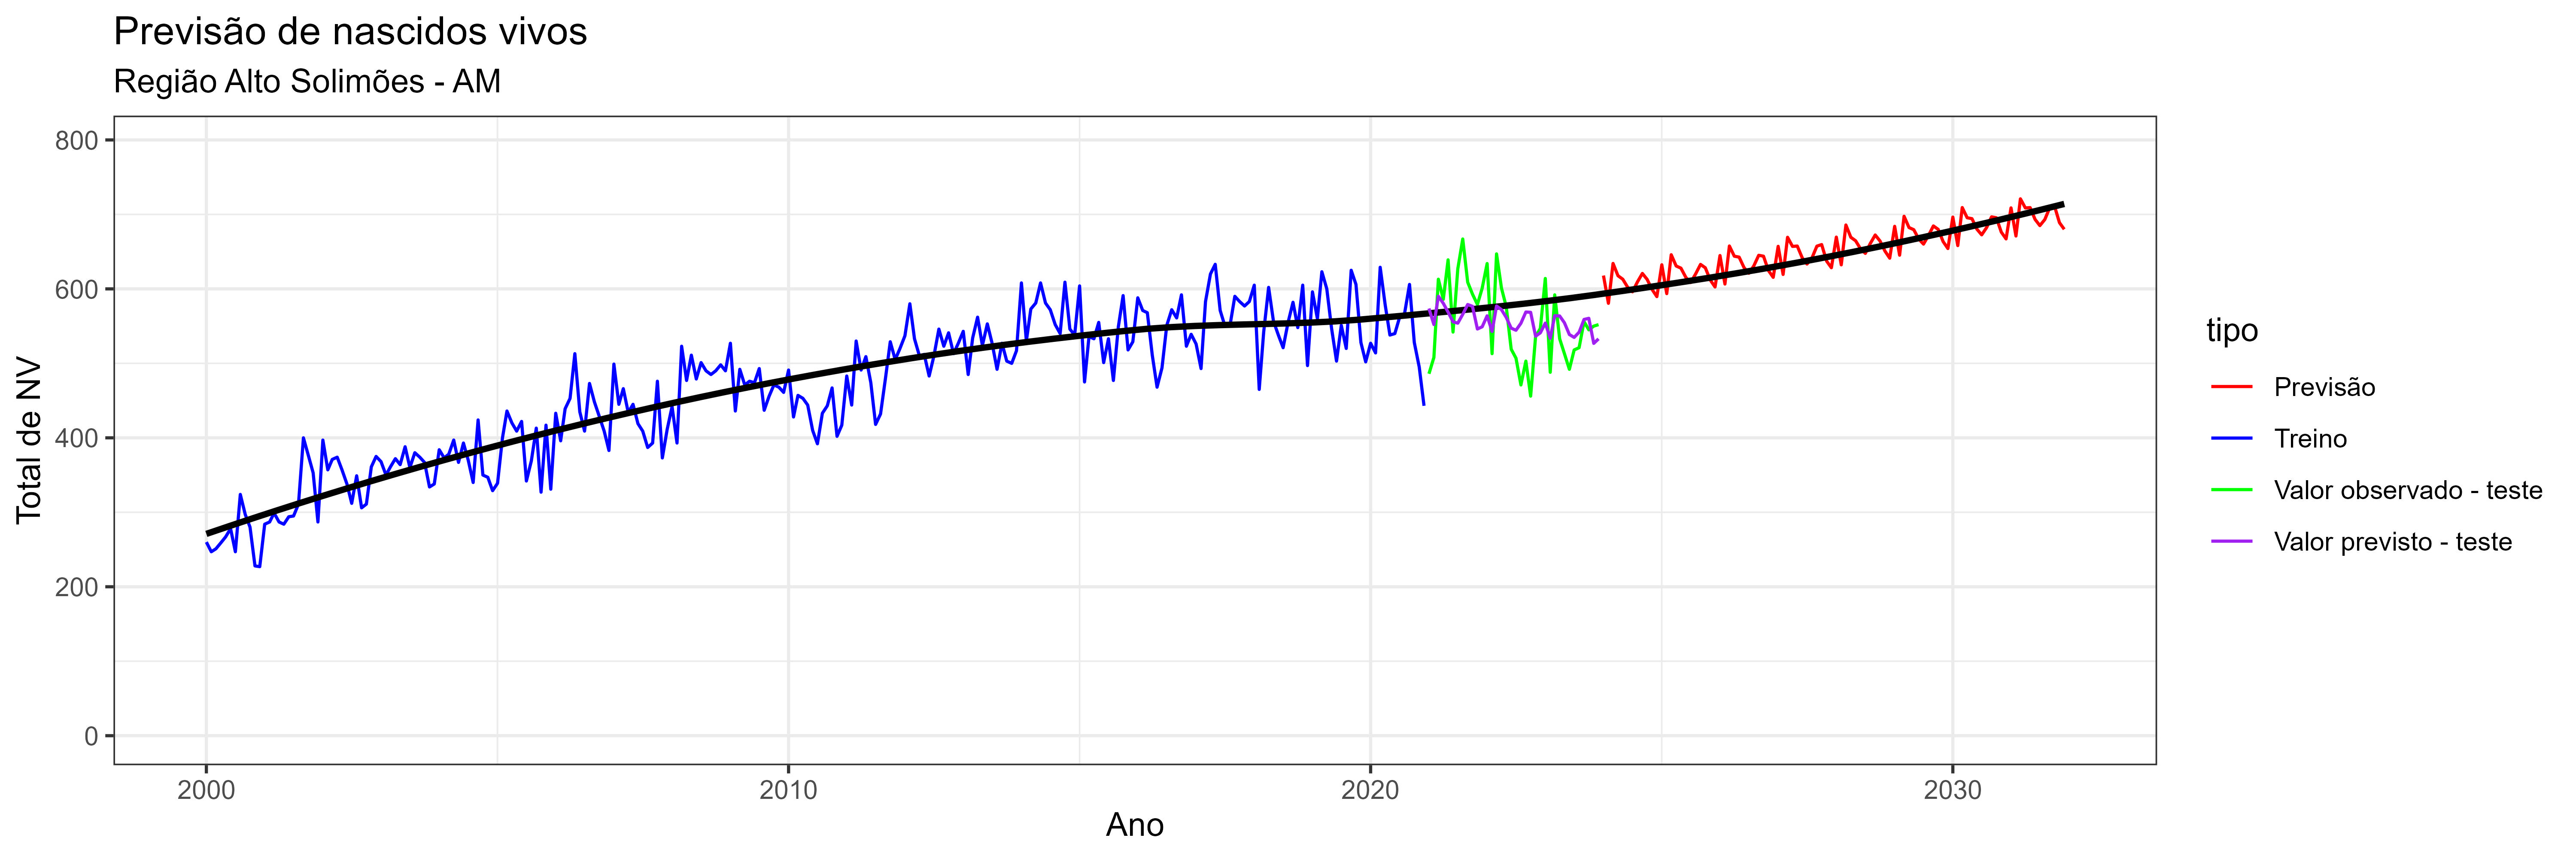 Previsão de nascidos vivos
Região Alto Solimões - AM
Total de NV
800
600
400
200
0
2000
2010
2020
2030
Ano
tipo
Previsão
Treino
Valor observado - teste
Valor previsto - teste